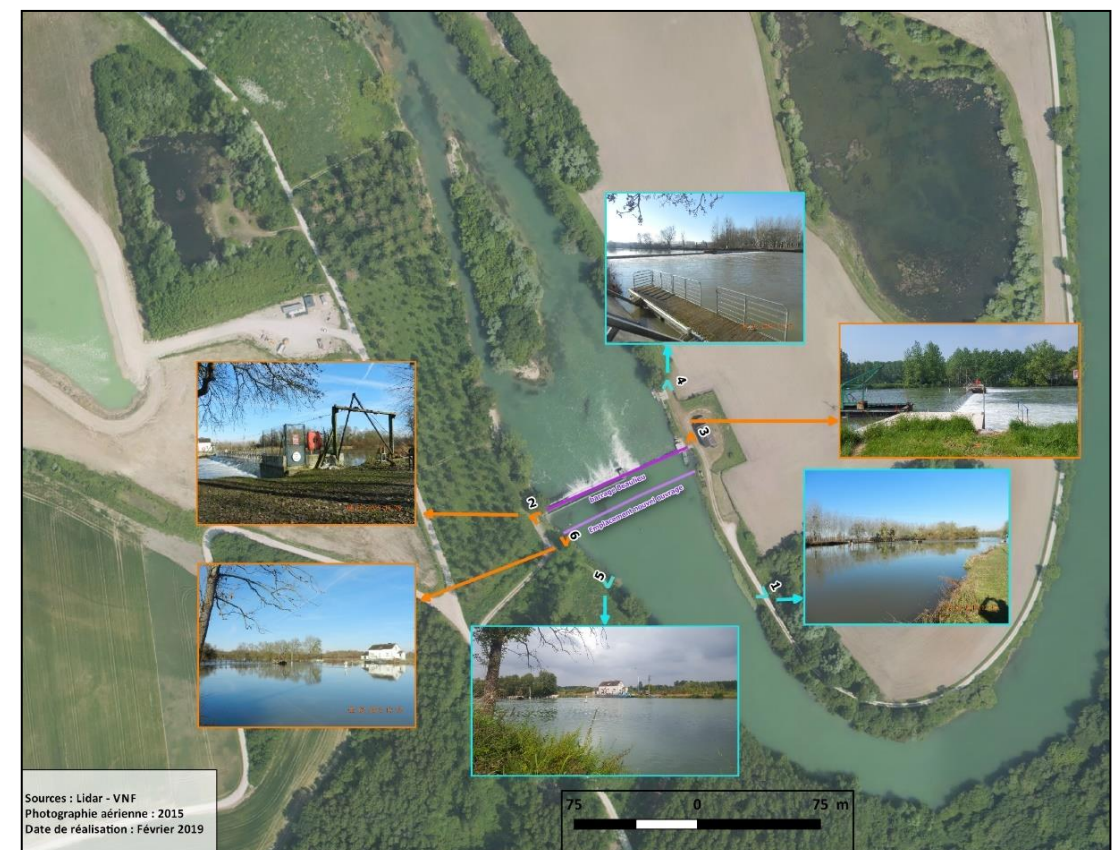 4
3
barrage Beaulieu
2
Emplacement nouvel ouvrage
6
5
1
75 0 75 m
Sources : Lidar - VNF
Photographie aérienne : 2015
Date de réalisation : Février 2019